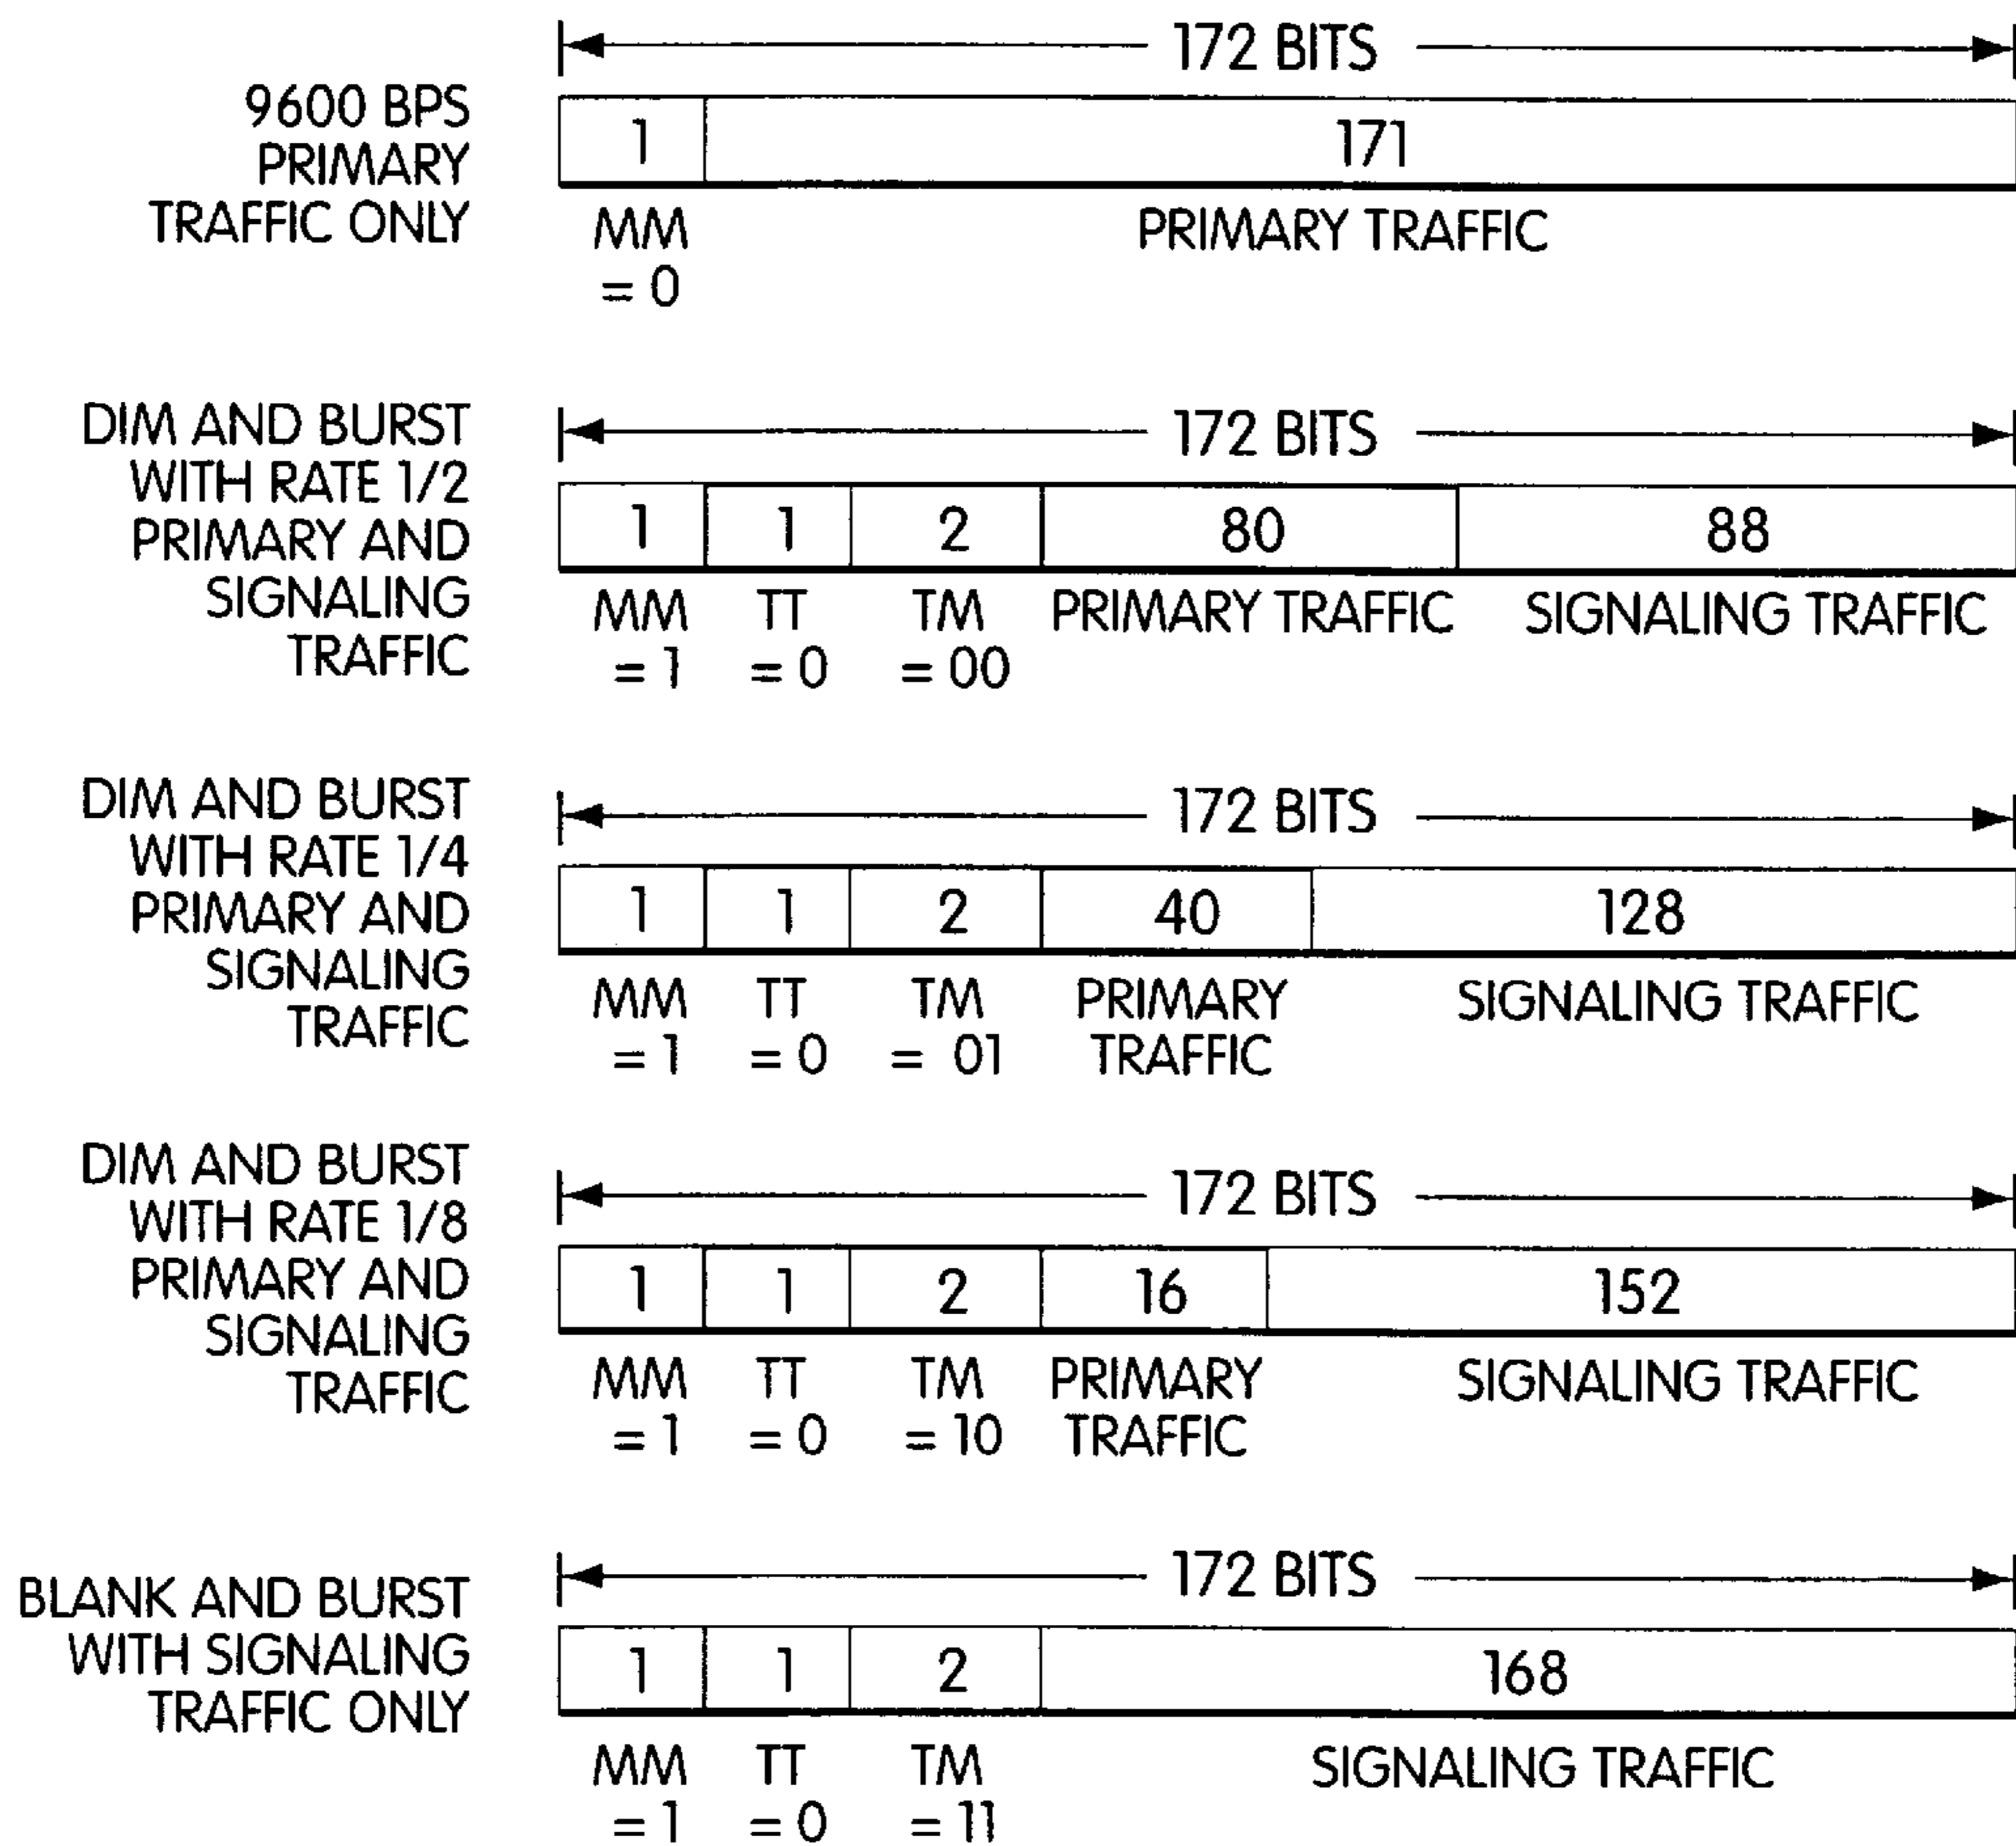 172 BITS
9600 BPS
PRIMARY
TRAFFIC ONLY
1 171
MM
= 0
PRIMARY TRAFFIC
DIM AND BURST
WITH RATE 1/2
PRIMARY AND
SIGNALING
TRAFFIC
172 BITS
1 1 2 80 88
MM TT TM PRIMARY TRAFFIC SIGNALING TRAFFIC
= 1 = 0 = 00
DIM AND BURST
WITH RATE 1/4
PRIMARY AND
SIGNALING
TRAFFIC
172 BITS
1 1 2 40 128
MM TT TM PRIMARY SIGNALING TRAFFIC
= 1 = 0 = 01 TRAFFIC
DIM AND BURST
WITH RATE 1/8
PRIMARY AND
SIGNALING
TRAFFIC
172 BITS
1 1 2 16 152
MM TT TM PRIMARY SIGNALING TRAFFIC
= 1 = 0 = 10 TRAFFIC
BLANK AND BURST
WITH SIGNALING
TRAFFIC ONLY
172 BITS
1 1 2 168
MM TT TM SIGNALING TRAFFIC
= 1 = 0 = 11